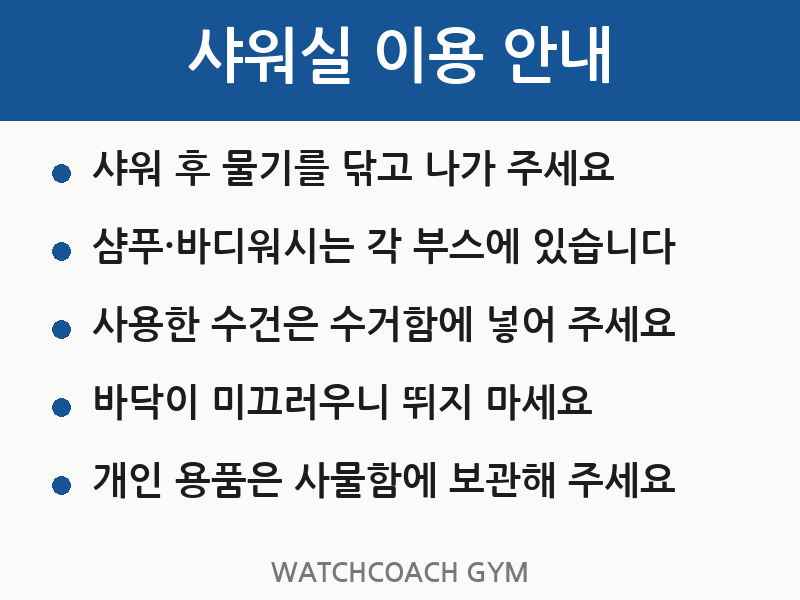 샤워실 이용 안내
샤워 후 물기를 닦고 나가 주세요
샴푸·바디워시는 각 부스에 있습니다
사용한 수건은 수거함에 넣어 주세요
바닥이 미끄러우니 뛰지 마세요
개인 용품은 사물함에 보관해 주세요
WATCHCOACH GYM